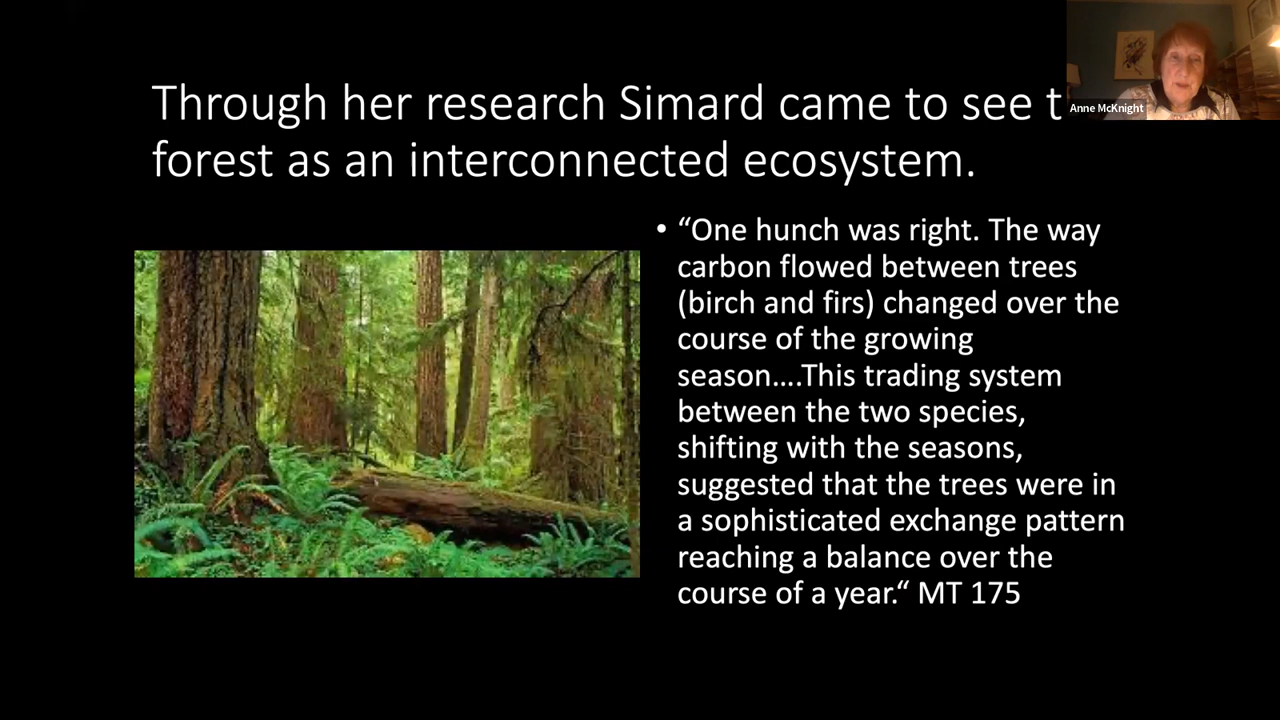 Through her research Simard came to see t
forest as an interconnected ecosystem.
Anne McKnight
• “One hunch was right. The way
carbon flowed between trees
(birch and firs) changed over the
course of the growing
season….This trading system
between the two species,
shifting with the seasons,
suggested that the trees were in
a sophisticated exchange pattern
reaching a balance over the
course of a year.“ MT 175